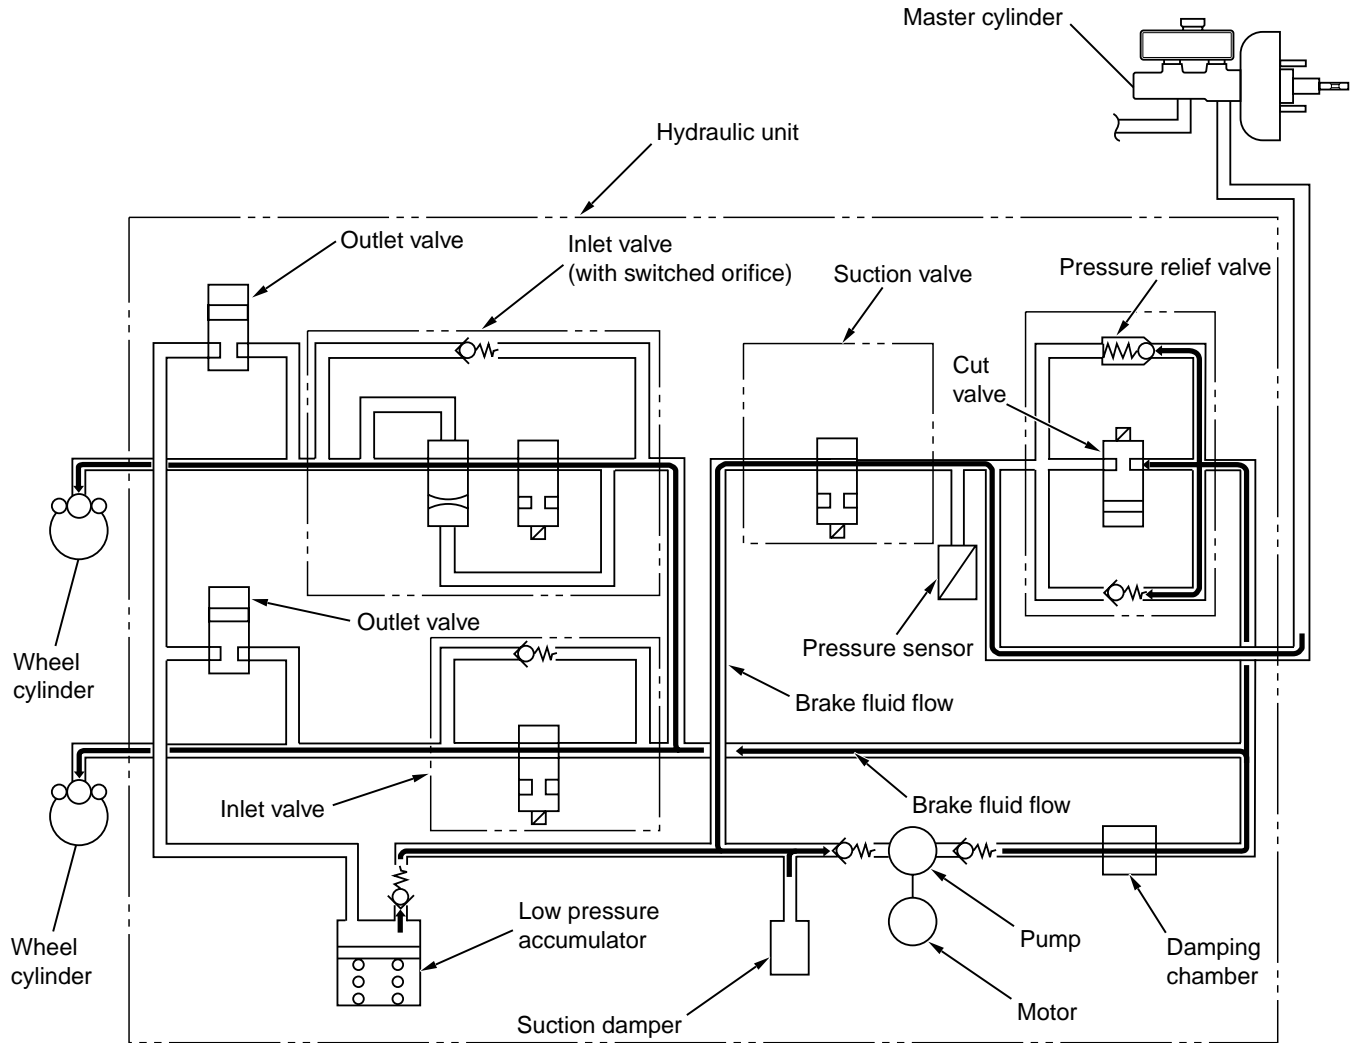 Master cylinder
Hydraulic unit
Outlet valve
Inlet valve
(with switched orifice)
Suction valve
Pressure relief valve
Cut
valve
Outlet valve
Wheel
cylinder
Pressure sensor
Brake fluid flow
Inlet valve
Brake fluid flow
Low pressure
accumulator
Wheel
cylinder
Pump
Damping
chamber
Motor
Suction damper